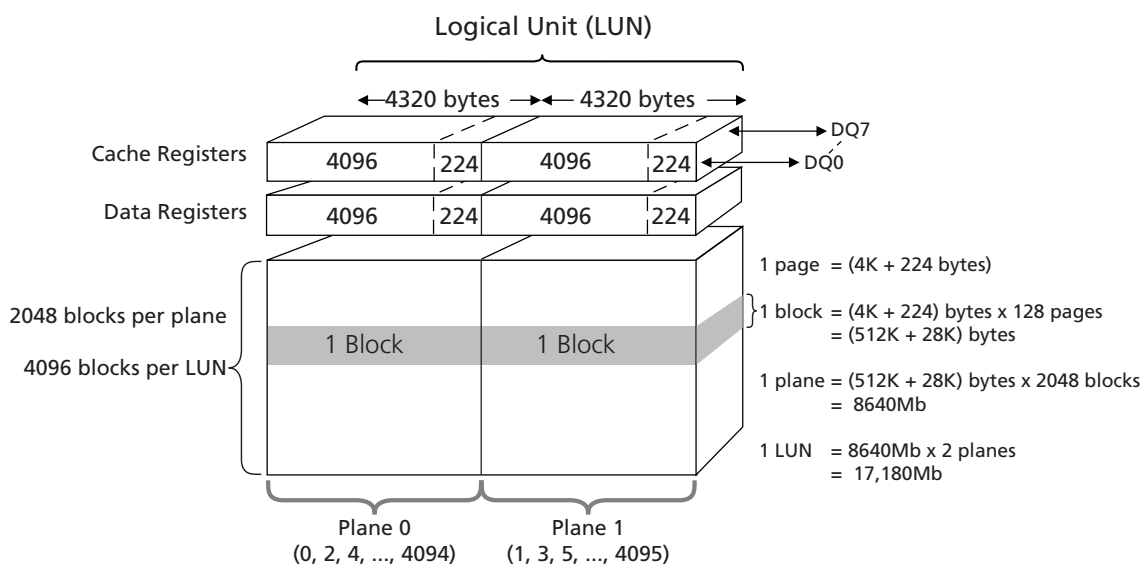 Logical Unit (LUN)
4320 bytes 4320 bytes
DQ7
Cache Registers 4096 224 4096 224
DQ0
Data Registers 4096 224 4096 224
1 page = (4K + 224 bytes)
2048 blocks per plane
1 Block 1 Block
1 block = (4K + 224) bytes x 128 pages
= (512K + 28K) bytes
4096 blocks per LUN
1 plane = (512K + 28K) bytes x 2048 blocks
= 8640Mb
1 LUN = 8640Mb x 2 planes
= 17,180Mb
Plane 0 Plane 1
(0, 2, 4, ..., 4094) (1, 3, 5, ..., 4095)